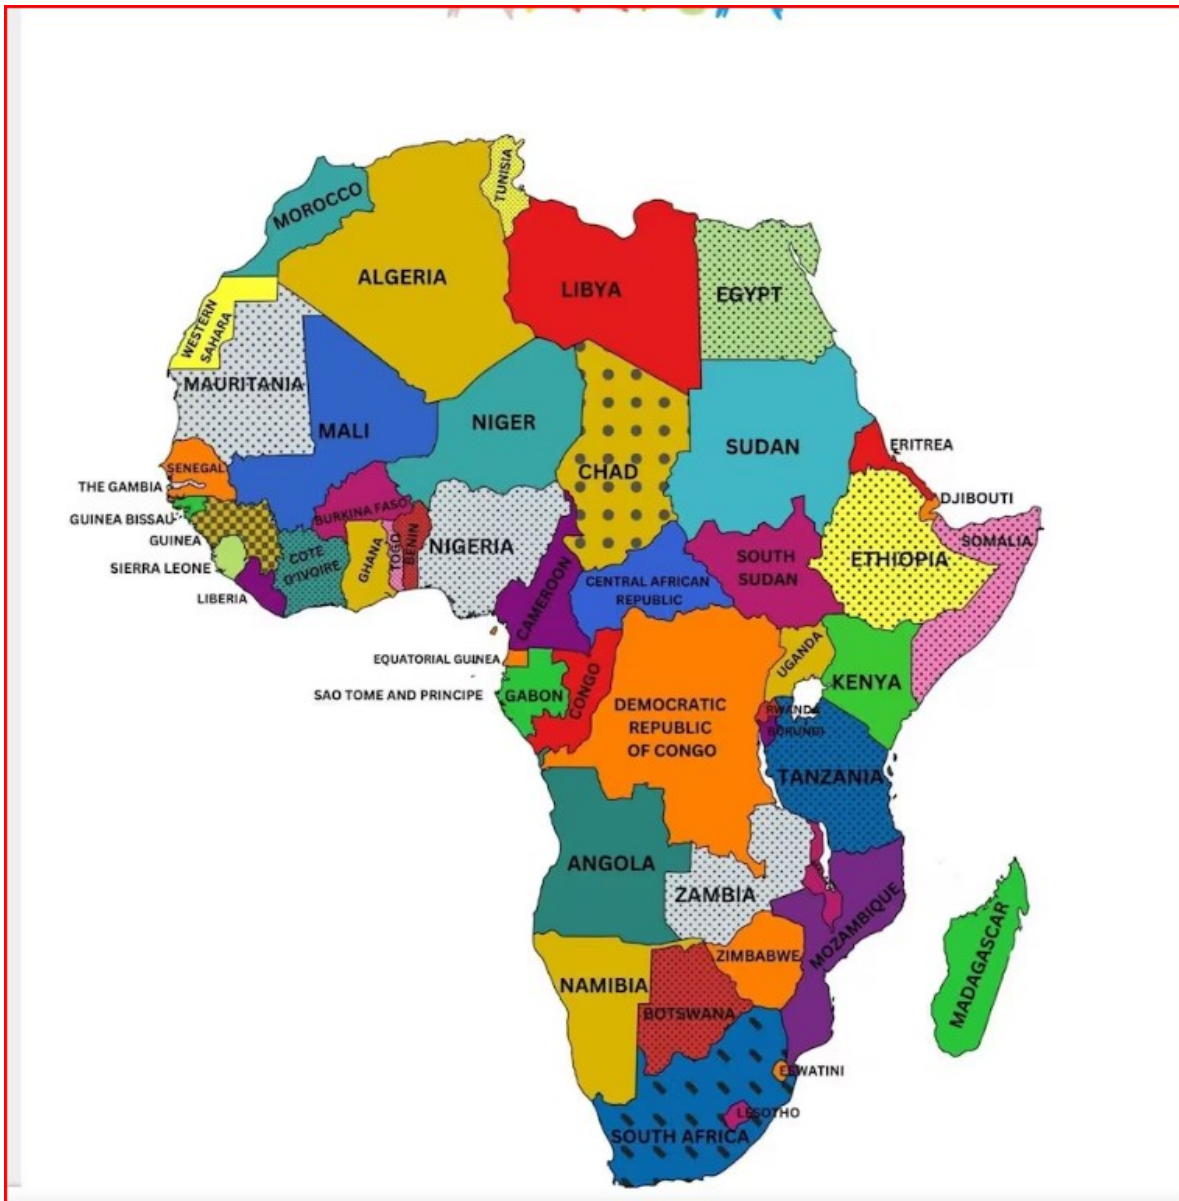 TUNISIA
MOROCCO
ALGERIA
LIBYA
EGYPT
WESTERN
SAHARA
MAURITANIA
MALI
NIGER
CHAD
SUDAN
ERITREA
SENEGAL
THE GAMBIA
DJIBOUTI
BURKINA FASO
GUINEA BISSAU
GUINEA
SOMALIA
NIGERIA
BENIN
TOGO
GHANA
COTE
D'IVOIRE
SOUTH
SUDAN
ETHIOPIA
SIERRA LEONE
LIBERIA
CAMEROON
CENTRAL AFRICAN
REPUBLIC
EQUATORIAL GUINEA
UGANDA
KENYA
SAO TOME AND PRINCIPE
GABON
CONGO
DEMOCRATIC
REPUBLIC
OF CONGO
RWANDA
BURUNDI
TANZANIA
ANGOLA
ZAMBIA
MOZAMBIQUE
MADAGASCAR
ZIMBABWE
NAMIBIA
BOTSWANA
ESWATINI
LESOTHO
SOUTH AFRICA